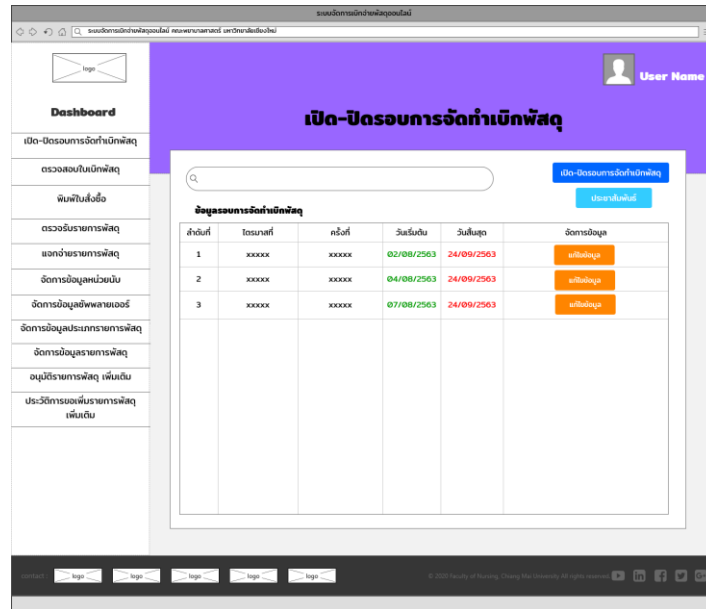 ระบบจัดการเบิกจ่ายพัสดุออนไลน์
ระบบจัดการเบิกจ่ายพัสดุออนไลน์ คณะพยาบาลศาสตร์ มหาวิทยาลัยเชียงใหม่
logo
User Name
Dashboard
เปิด-ปิดรอบการจัดทำเบิกพัสดุ
เปิด-ปิดรอบการจัดทำเบิกพัสดุ
ตรวจสอบใบเบิกพัสดุ
พิมพ์ใบสั่งซื้อ
ตรวจรับรายการพัสดุ
แจกจ่ายรายการพัสดุ
จัดการข้อมูลหน่วยนับ
จัดการข้อมูลซัพพลายเออร์
จัดการข้อมูลประเภทรายการพัสดุ
จัดการข้อมูลรายการพัสดุ
อนุมัติรายการพัสดุ เพิ่มเติม
ประวัติการขอเพิ่มรายการพัสดุ
เพิ่มเติม
เปิด-ปิดรอบการจัดทำเบิกพัสดุ
ประชาสัมพันธ์
ข้อมูลรอบการจัดทำเบิกพัสดุ
ลำดับที่ ไตรมาสที่ ครั้งที่ วันเริ่มต้น วันสิ้นสุด จัดการข้อมูล
1 xxxxx xxxxx 02/08/2563 24/09/2563 แก้ไขข้อมูล
2 xxxxx xxxxx 04/08/2563 24/09/2563 แก้ไขข้อมูล
3 xxxxx xxxxx 07/08/2563 24/09/2563 แก้ไขข้อมูล
contact : logo logo logo logo logo © 2020 Faculty of Nursing, Chiang Mai University All rights reserved